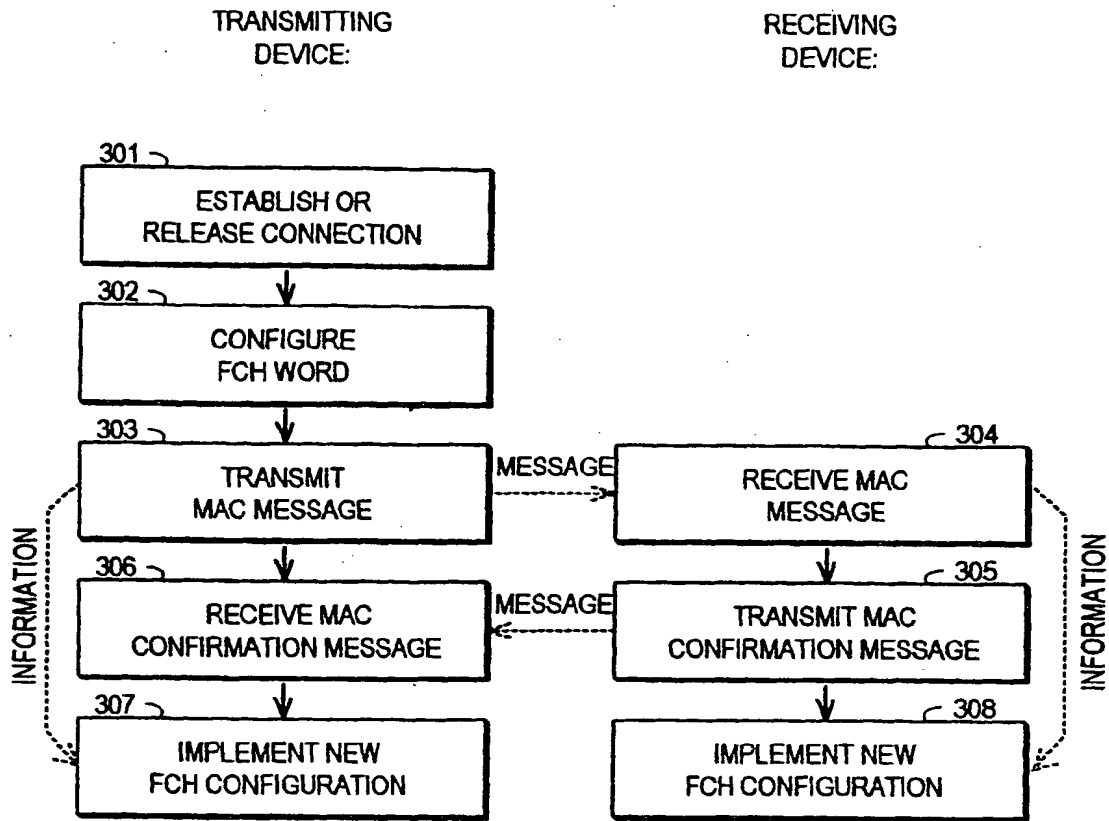 TRANSMITTING
DEVICE:
RECEIVING
DEVICE:
301
ESTABLISH OR
RELEASE CONNECTION
302
CONFIGURE
FCH WORD
303
TRANSMIT
MAC MESSAGE
MESSAGE
304
RECEIVE MAC
MESSAGE
INFORMATION
306
RECEIVE MAC
CONFIRMATION MESSAGE
MESSAGE
305
TRANSMIT MAC
CONFIRMATION MESSAGE
INFORMATION
307
IMPLEMENT NEW
FCH CONFIGURATION
308
IMPLEMENT NEW
FCH CONFIGURATION